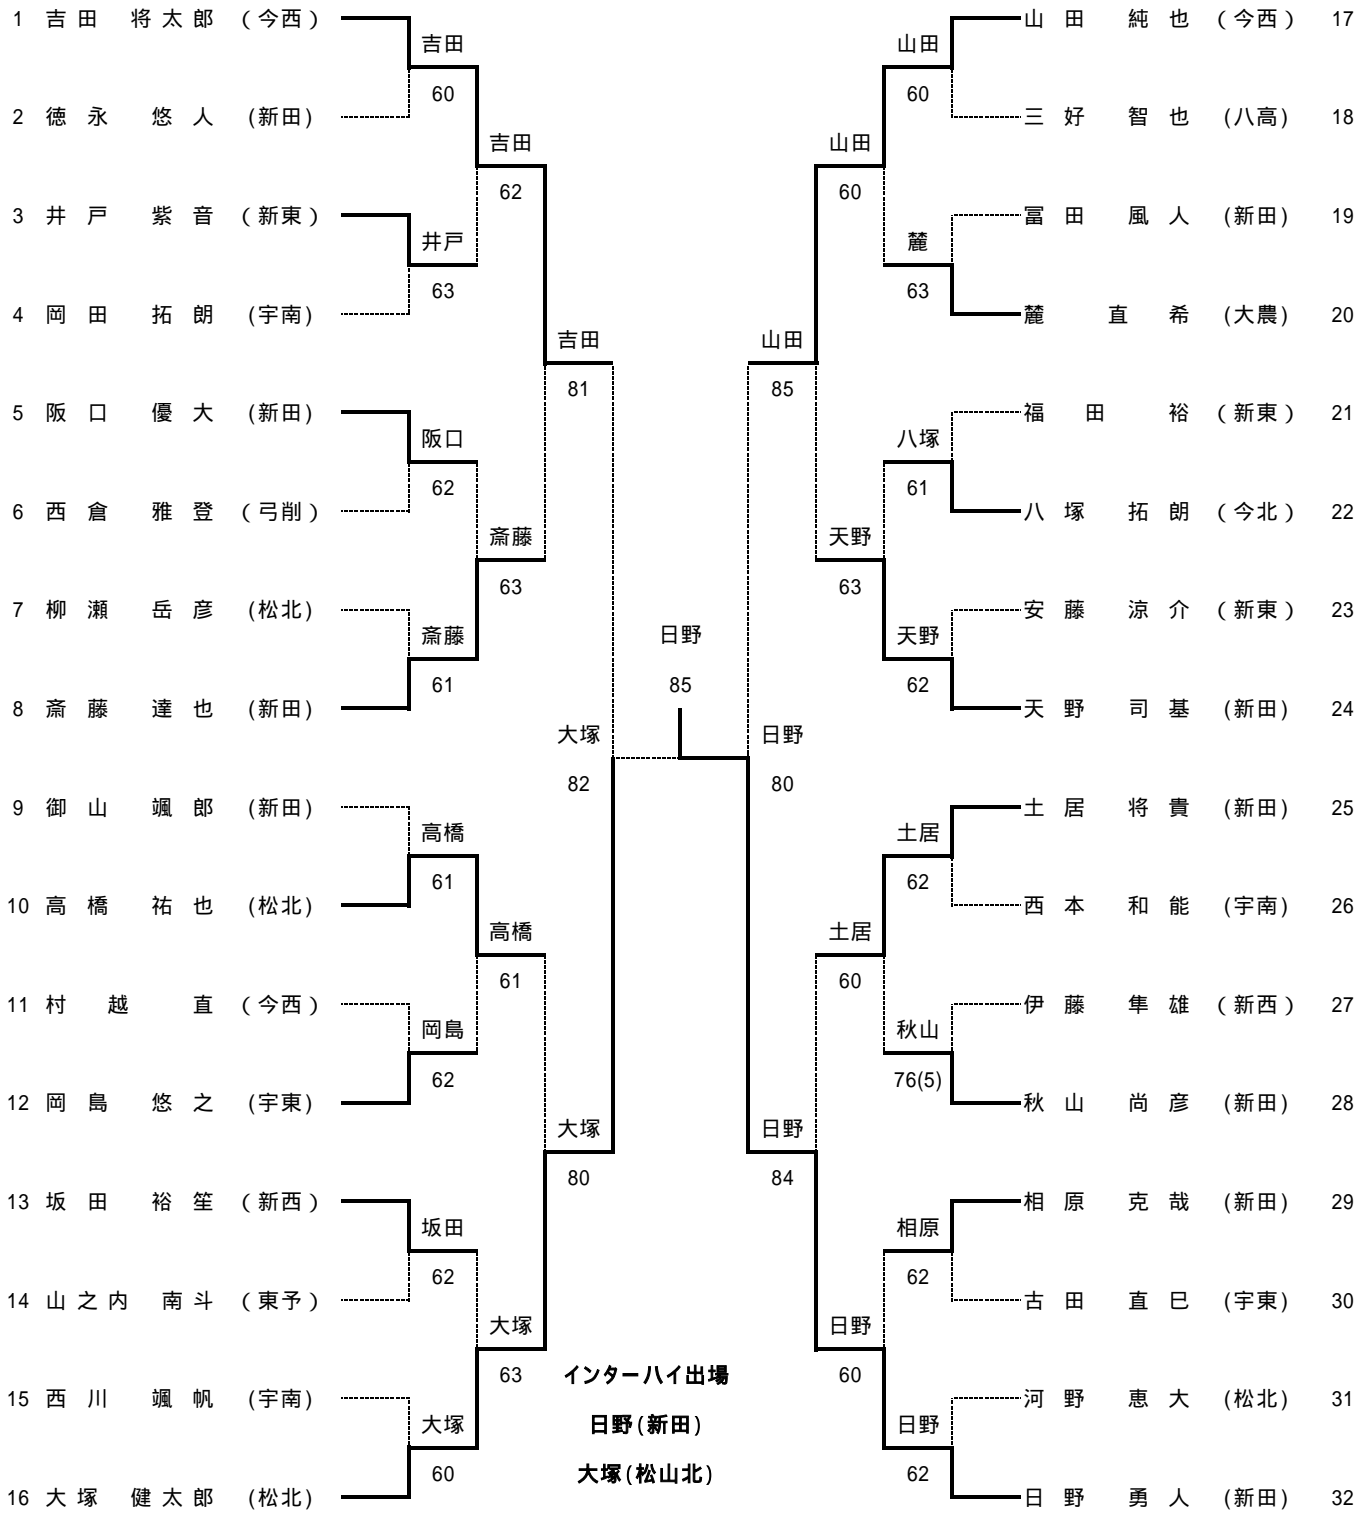 1 吉田 将太郎 (今西)
吉田
60
2 徳永 悠人 (新田)
吉田
62
3 井戸 紫音 (新東)
井戸
63
4 岡田 拓朗 (宇南)
吉田
81
5 阪口 優大 (新田)
阪口
62
6 西倉 雅登 (弓削)
斎藤
63
7 柳瀬 岳彦 (松北)
斎藤
61
8 斎藤 達也 (新田)
大塚
82
9 御山 颯郎 (新田)
高橋
61
10 高橋 祐也 (松北)
高橋
61
11 村越 直 (今西)
岡島
62
12 岡島 悠之 (宇東)
大塚
80
13 坂田 裕笙 (新西)
坂田
62
14 山之内 南斗 (東予)
大塚
63
15 西川 颯帆 (宇南)
大塚
60
16 大塚 健太郎 (松北)
日野
85
インターハイ出場
日野(新田)
大塚(松山北)
山田 純也 (今西) 17
山田
60
三好 智也 (八高) 18
山田
60
冨田 風人 (新田) 19
麓
63
麓 直希 (大農) 20
山田
85
福田 裕 (新東) 21
八塚
61
八塚 拓朗 (今北) 22
天野
63
安藤 涼介 (新東) 23
天野
62
天野 司基 (新田) 24
日野
80
土居 将貴 (新田) 25
土居
62
西本 和能 (宇南) 26
土居
60
伊藤 隼雄 (新西) 27
秋山
76(5)
秋山 尚彦 (新田) 28
日野
84
相原 克哉 (新田) 29
相原
62
古田 直巳 (宇東) 30
日野
60
河野 恵大 (松北) 31
日野
62
日野 勇人 (新田) 32